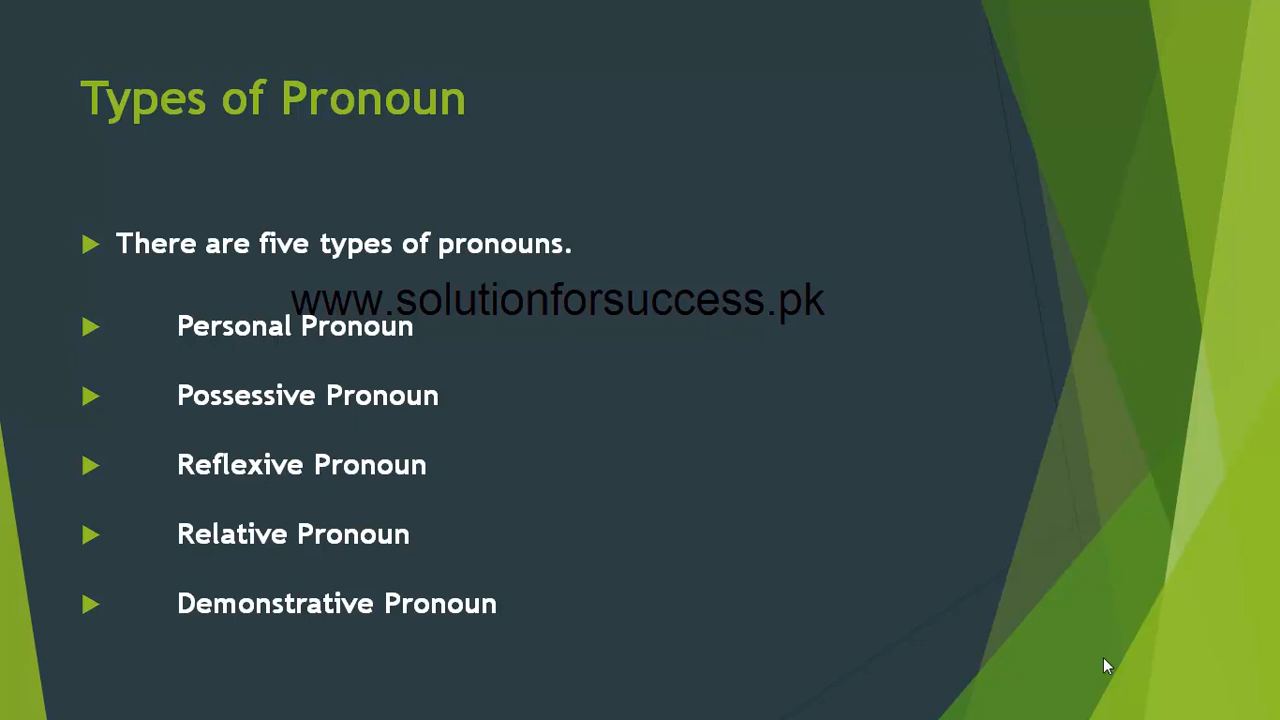 Types of Pronoun
There are five types of pronouns.
www.solutionforsuccess.pk
Personal Pronoun
Possessive Pronoun
Reflexive Pronoun
Relative Pronoun
Demonstrative Pronoun